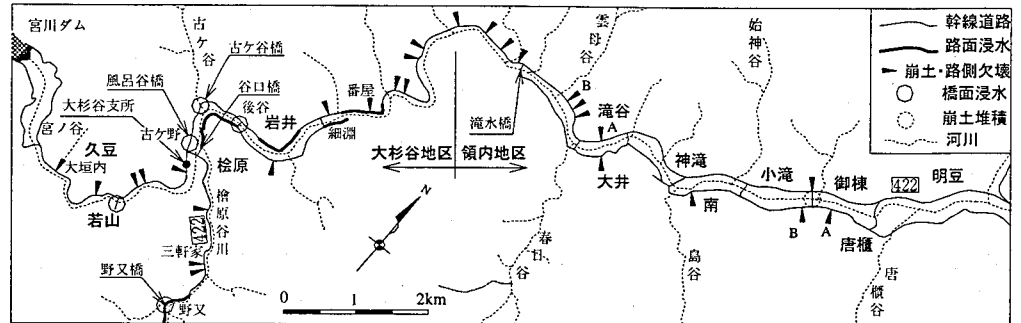 宮川ダム
古ケ谷
古ケ谷橋
風呂谷橋
谷口橋
大杉谷支所
後谷
岩井
番屋
細淵
宮ノ谷
久豆
大垣内
古ケ野
桧原
若山
檜原谷川
422
三軒家
野又橋
野又
大杉谷地区
領内地区
滝水橋
雲母谷
B
滝谷
A
大井
始神谷
神滝
小滝
御棟
422
明豆
南
B
A
唐櫃
春日谷
島谷
唐櫃谷
N
0 1 2km
幹線道路
路面浸水
崩土・路側欠壊
橋面浸水
崩土堆積
河川